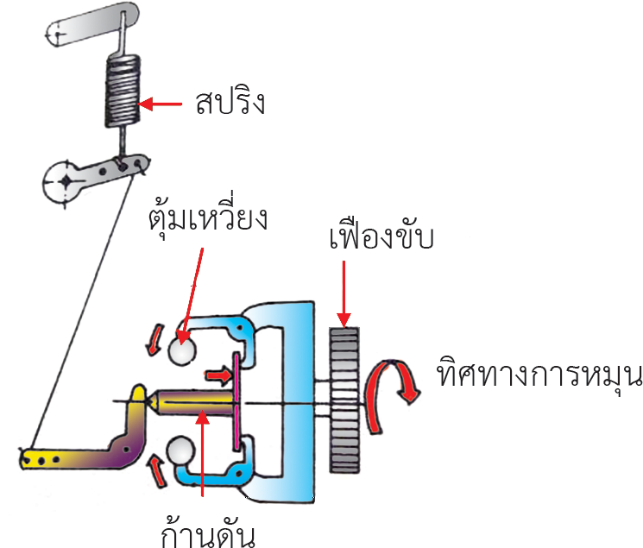 สปริง
ตุ้มเหวี่ยง
เฟืองขับ
ทิศทางการหมุน
ก้านดัน